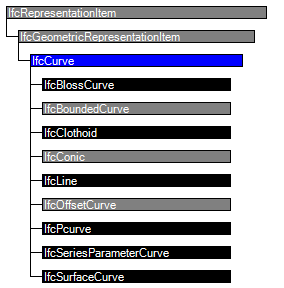 IfcRepresentationItem
IfcGeometricRepresentationItem
IfcCurve
IfcBlossCurve
IfcBoundedCurve
IfcClothoid
IfcConic
IfcLine
IfcOffsetCurve
IfcPcurve
IfcSeriesParameterCurve
IfcSurfaceCurve